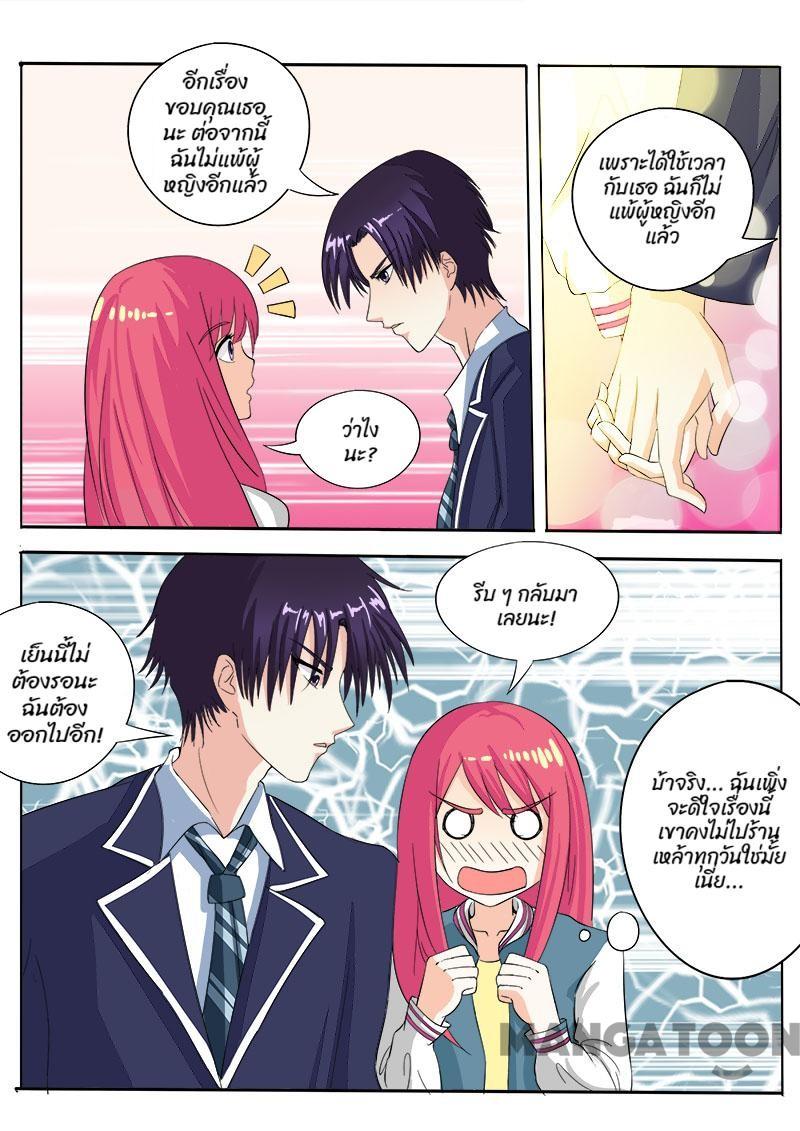 อีกเรื่อง
ขอบคุณเธอ
นะ ต่อจากนี้
ฉันไม่แพ้ผู้
หญิงอีกแล้ว
ว่าไง
นะ?
เพราะได้ใช้เวลา
กับเธอ ฉันก็ไม่
แพ้ผู้หญิงอีก
แล้ว
เย็นนี้ไม่
ต้องรอนะ
ฉันต้อง
ออกไปอีก!
รีบ ๆ กลับมา
เลยนะ!
บ้าจริง... ฉันเพิ่ง
จะดีใจเรื่องนี้
เขาคงไม่ไปร้าน
เหล้าทุกวันใช่มั้ย
เนี่ย...
MANGATOON